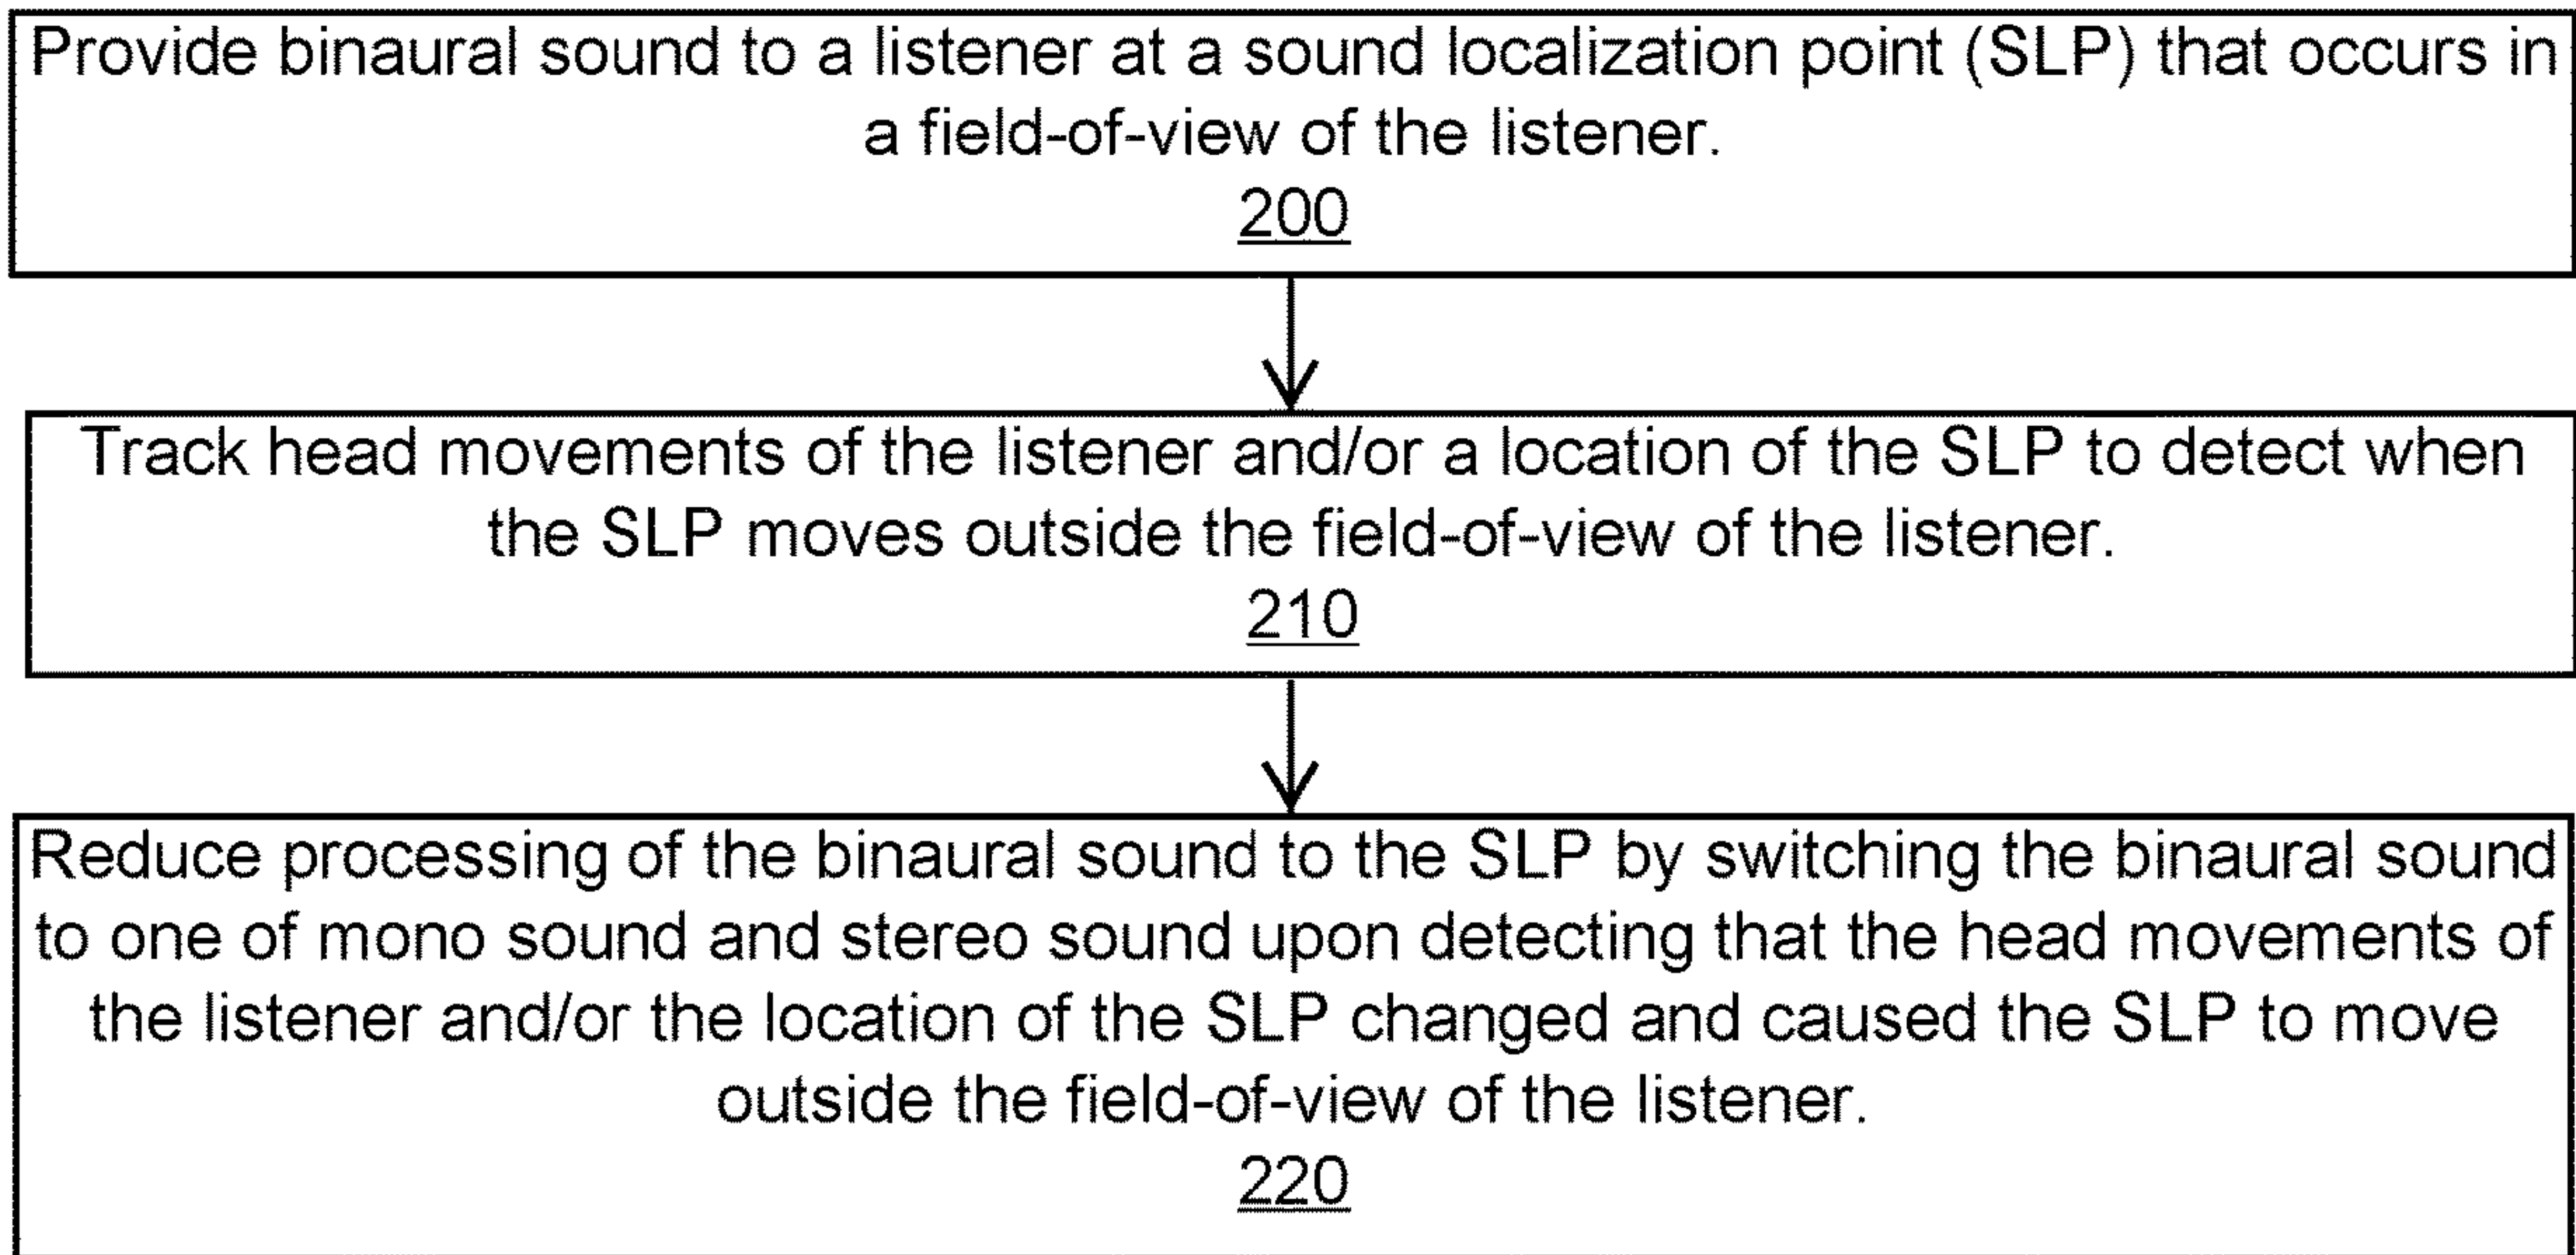 Provide binaural sound to a listener at a sound localization point (SLP) that occurs in
a field-of-view of the listener.
200
Track head movements of the listener and/or a location of the SLP to detect when
the SLP moves outside the field-of-view of the listener.
210
Reduce processing of the binaural sound to the SLP by switching the binaural sound
to one of mono sound and stereo sound upon detecting that the head movements of
the listener and/or the location of the SLP changed and caused the SLP to move
outside the field-of-view of the listener.
220